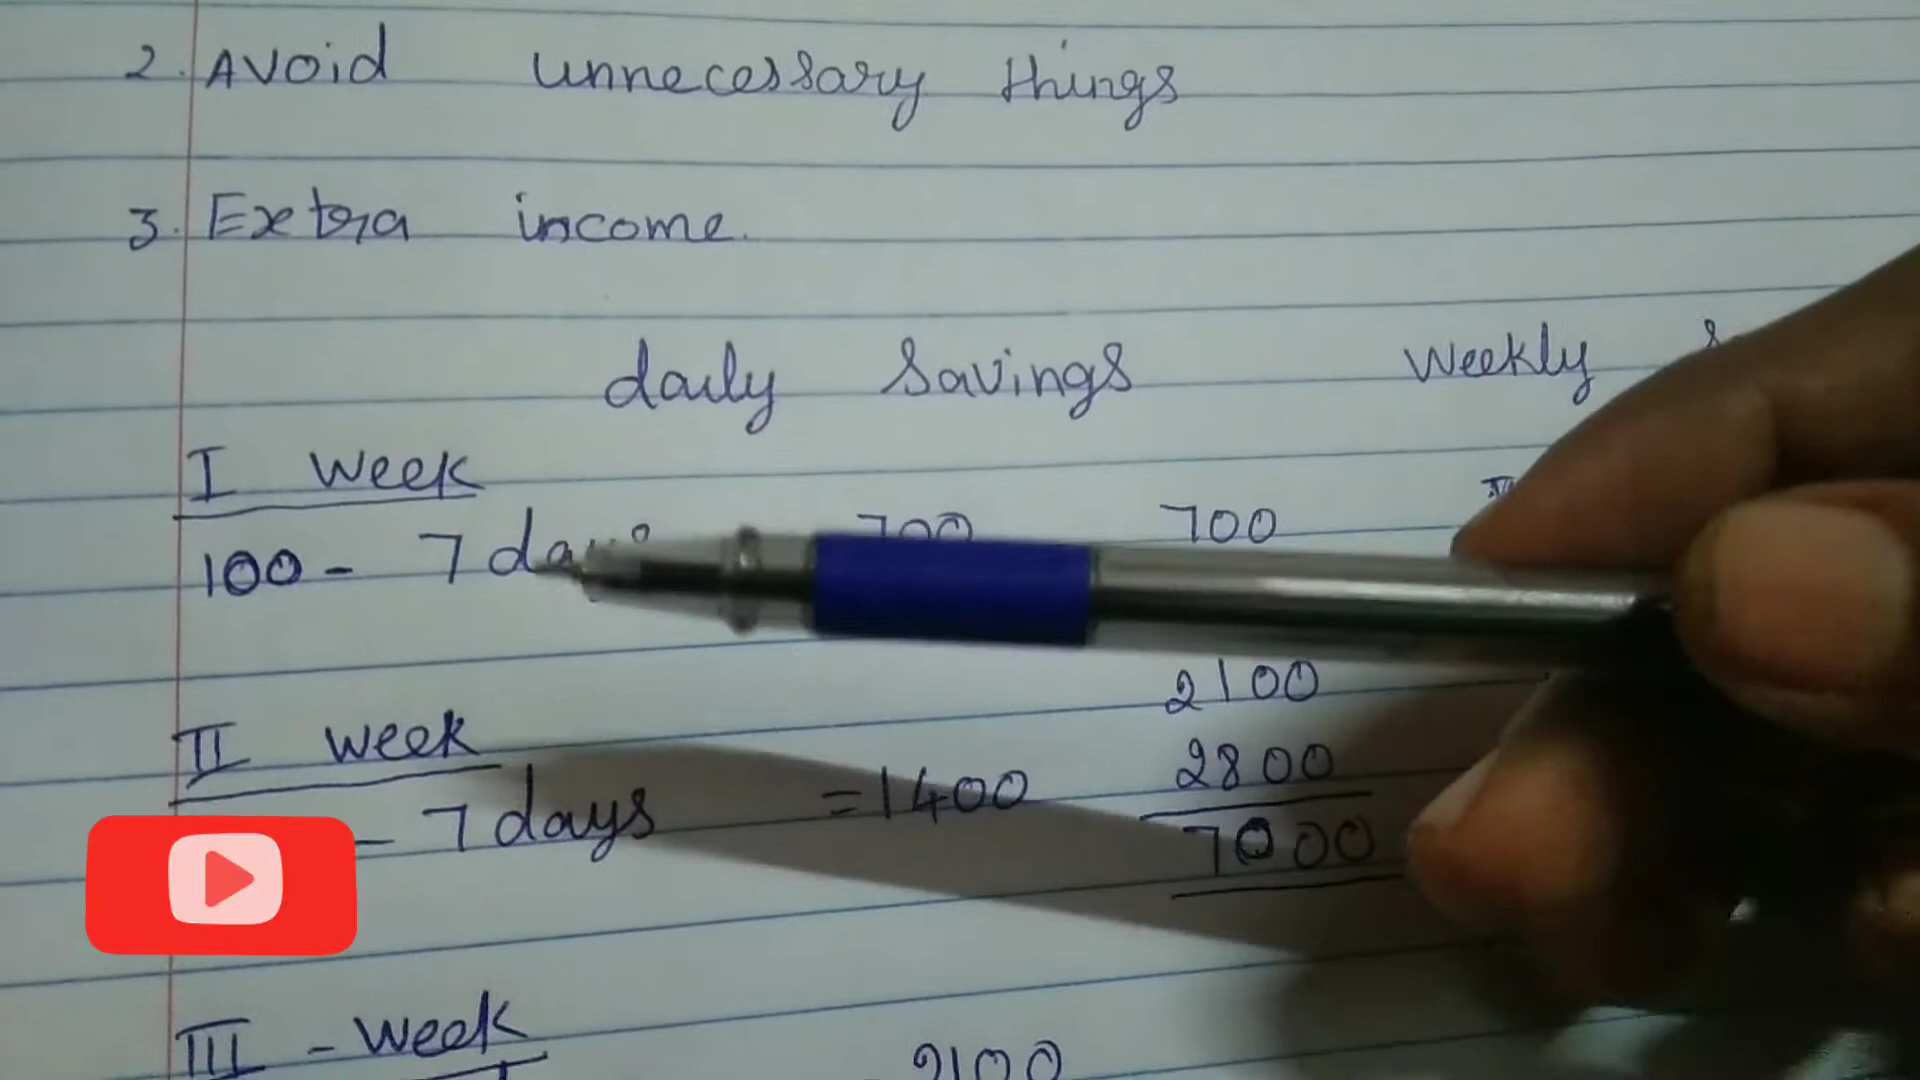 2. Avoid unnecessary things
3. Extra income.
daily savings Weekly
I week
100 - 7 days 700 700
2100
II week 2800
- 7 days = 1400 7000
III - week
2100